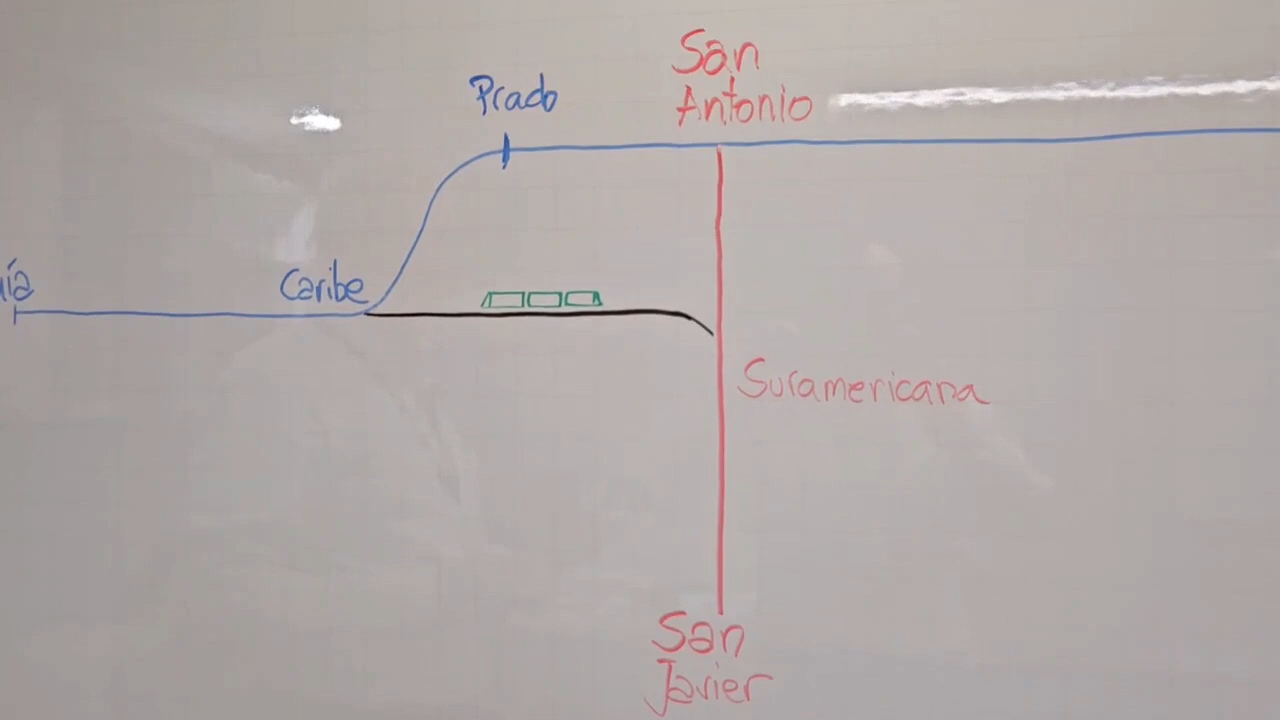 San
Antonio
Prado
Caribe
Suramericana
San
Javier